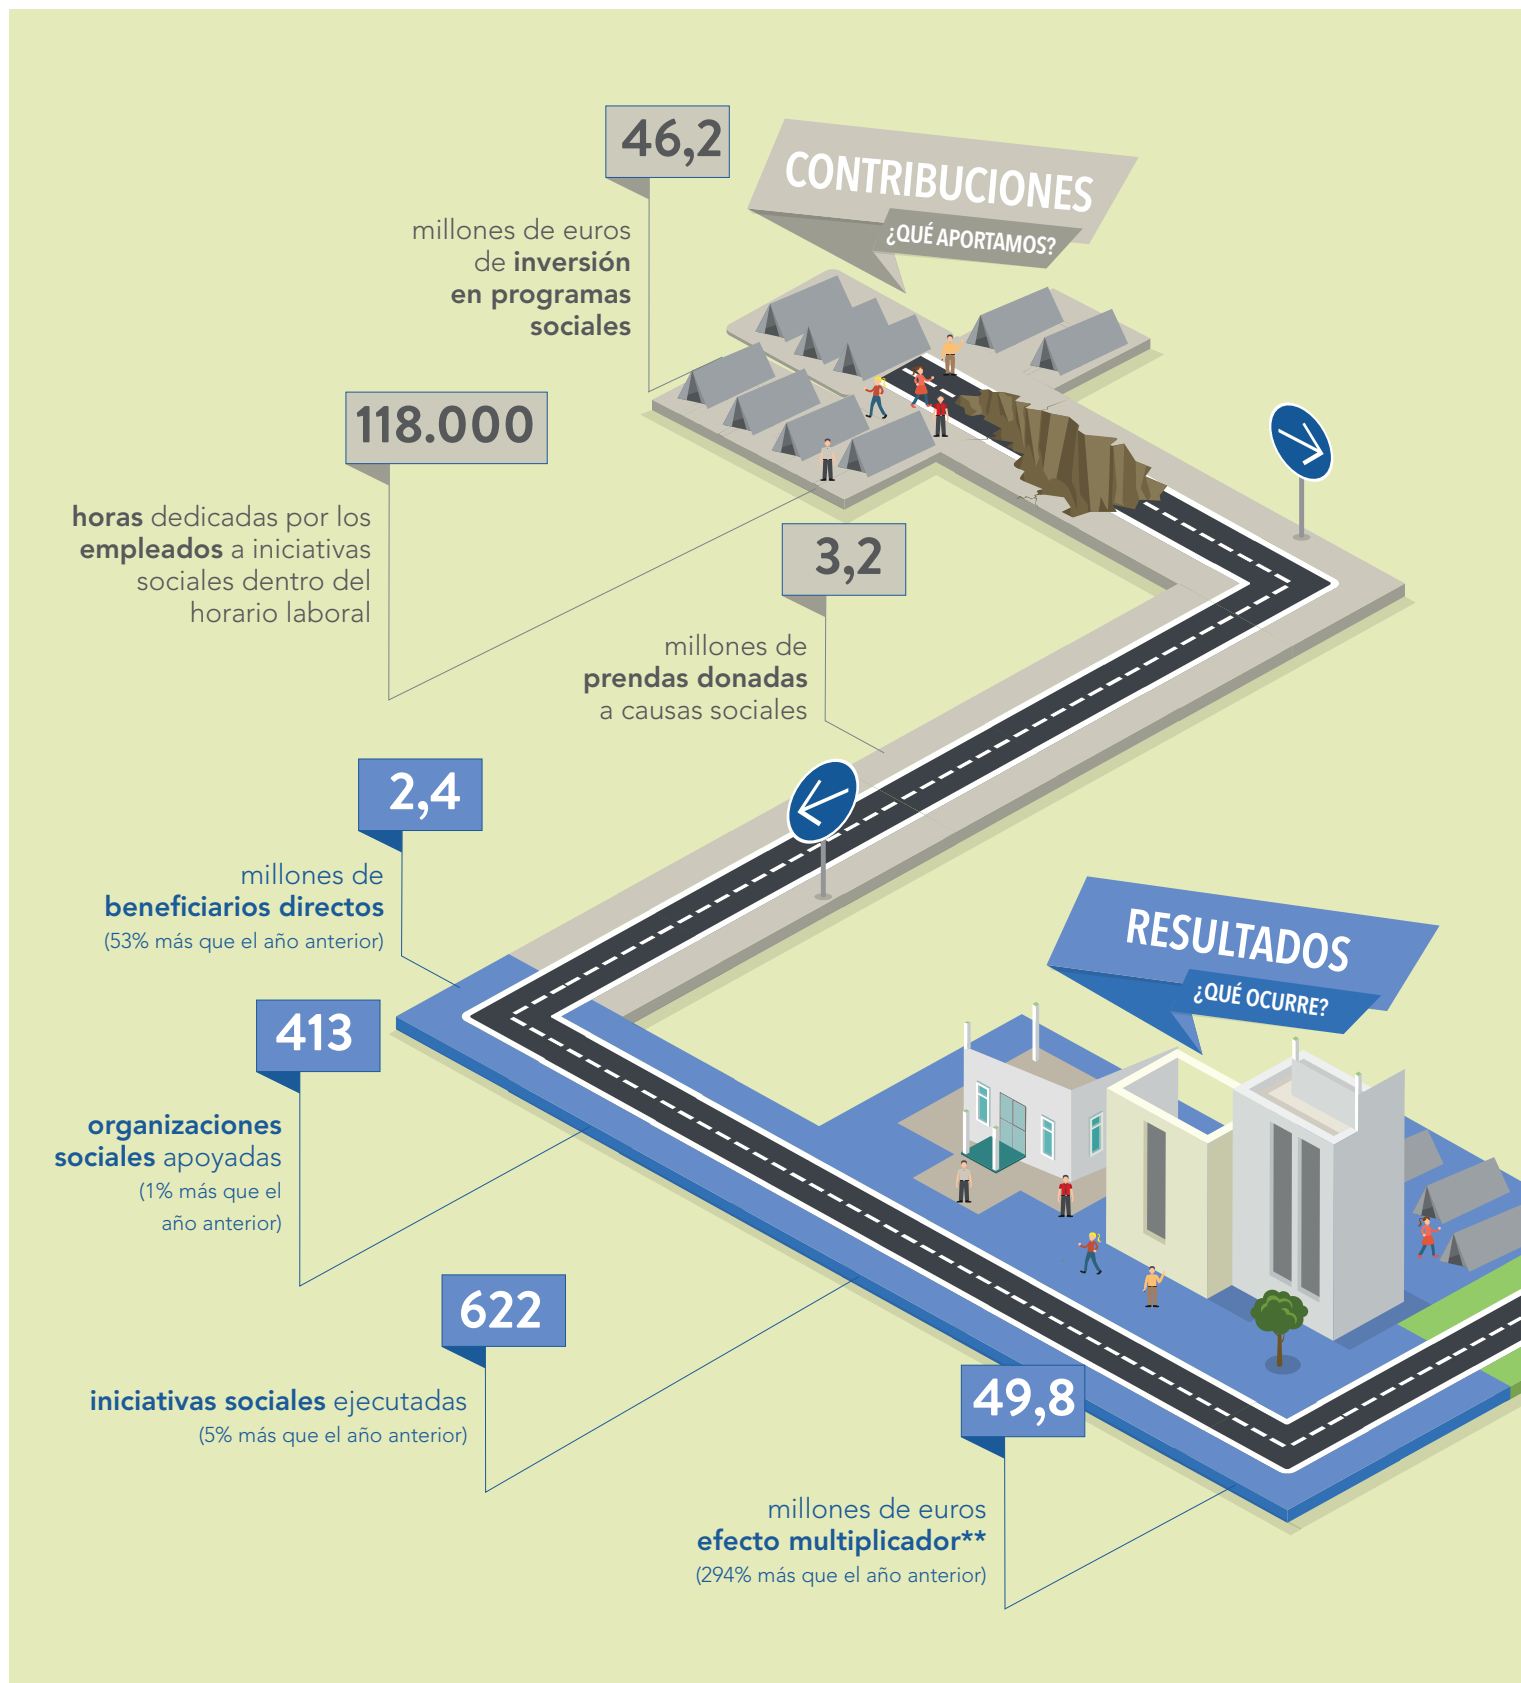 46,2
millones de euros
de inversión
en programas
sociales
CONTRIBUCIONES
¿QUÉ APORTAMOS?
118.000
horas dedicadas por los
empleados a iniciativas
sociales dentro del
horario laboral
3,2
millones de
prendas donadas
a causas sociales
2,4
millones de
beneficiarios directos
(53% más que el año anterior)
RESULTADOS
¿QUÉ OCURRE?
413
organizaciones
sociales apoyadas
(1% más que el
año anterior)
622
iniciativas sociales ejecutadas
(5% más que el año anterior)
49,8
millones de euros
efecto multiplicador**
(294% más que el año anterior)